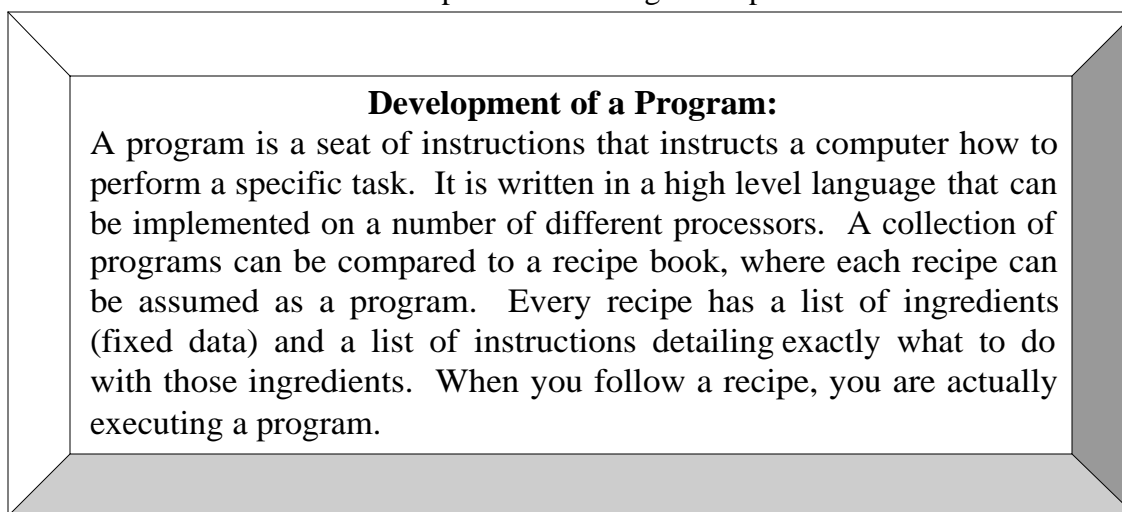 Development of a Program:
A program is a seat of instructions that instructs a computer how to
perform a specific task. It is written in a high level language that can
be implemented on a number of different processors. A collection of
programs can be compared to a recipe book, where each recipe can
be assumed as a program. Every recipe has a list of ingredients
(fixed data) and a list of instructions detailing exactly what to do
with those ingredients. When you follow a recipe, you are actually
executing a program.